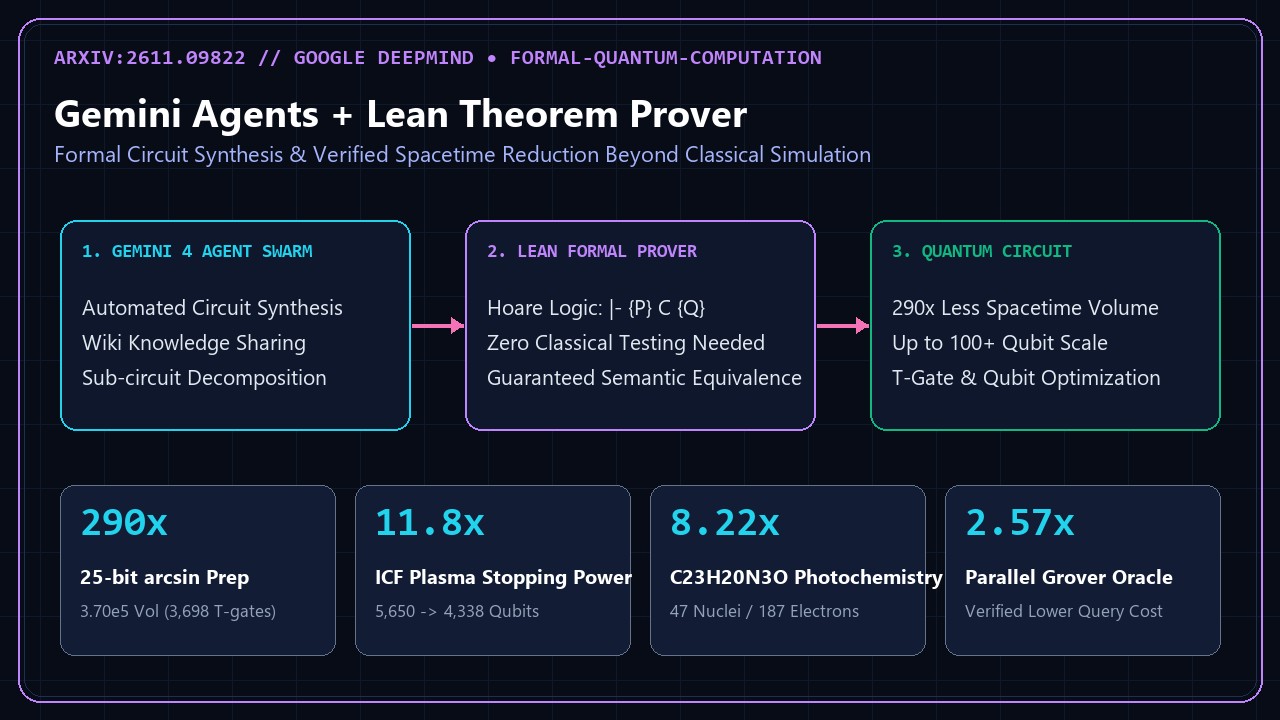 ARXIV:2611.09822 // GOOGLE DEEPMIND • FORMAL-QUANTUM-COMPUTATION
Gemini Agents + Lean Theorem Prover
Formal Circuit Synthesis & Verified Spacetime Reduction Beyond Classical Simulation
1. GEMINI 4 AGENT SWARM
Automated Circuit Synthesis
Wiki Knowledge Sharing
Sub-circuit Decomposition
2. LEAN FORMAL PROVER
Hoare Logic: |- {P} C {Q}
Zero Classical Testing Needed
Guaranteed Semantic Equivalence
3. QUANTUM CIRCUIT
290x Less Spacetime Volume
Up to 100+ Qubit Scale
T-Gate & Qubit Optimization
290x
25-bit arcsin Prep
3.70e5 Vol (3,698 T-gates)
11.8x
ICF Plasma Stopping Power
5,650 -> 4,338 Qubits
8.22x
C23H20N3O Photochemistry
47 Nuclei / 187 Electrons
2.57x
Parallel Grover Oracle
Verified Lower Query Cost